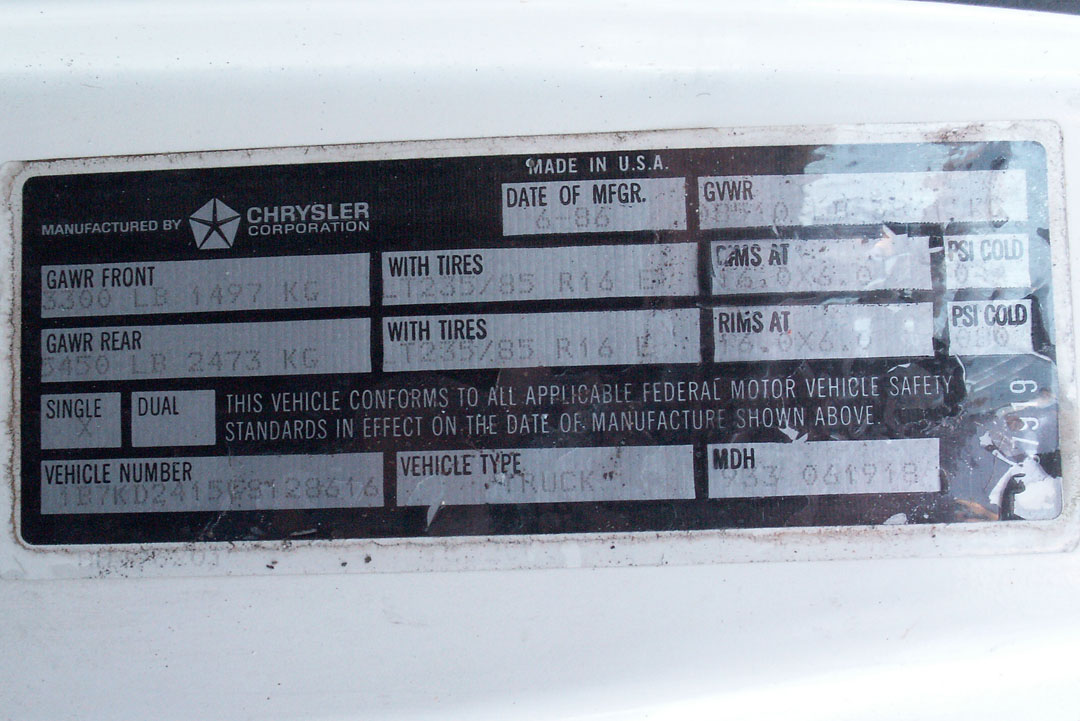 MADE IN U.S.A.
MANUFACTURED BY CHRYSLER CORPORATION
DATE OF MFGR. GVWR
6-86
GAWR FRONT WITH TIRES RIMS AT PSI COLD
3300 LB 1497 KG LT235/85 R16 E 16.0X6.0
GAWR REAR WITH TIRES RIMS AT PSI COLD
5450 LB 2473 KG LT235/85 R16 E 16.0X6.0
SINGLE DUAL THIS VEHICLE CONFORMS TO ALL APPLICABLE FEDERAL MOTOR VEHICLE SAFETY
X STANDARDS IN EFFECT ON THE DATE OF MANUFACTURE SHOWN ABOVE.
VEHICLE NUMBER VEHICLE TYPE MDH
TRUCK